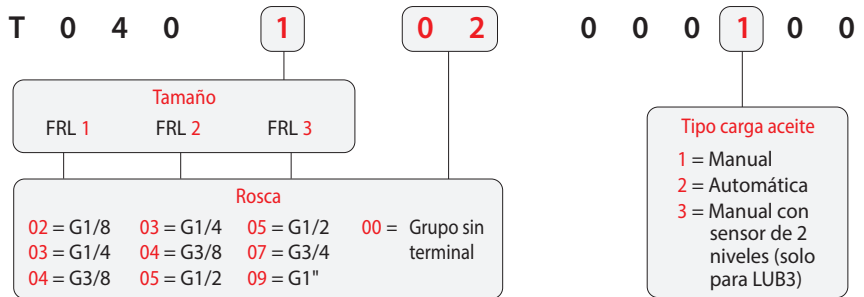 T 0 4 0 1 0 2 0 0 0 1 0 0
Tamaño
FRL 1 FRL 2 FRL 3
Rosca
02 = G1/8 03 = G1/4 05 = G1/2 00 = Grupo sin
03 = G1/4 04 = G3/8 07 = G3/4 terminal
04 = G3/8 05 = G1/2 09 = G1"
Tipo carga aceite
1 = Manual
2 = Automática
3 = Manual con
sensor de 2
niveles (solo
para LUB3)